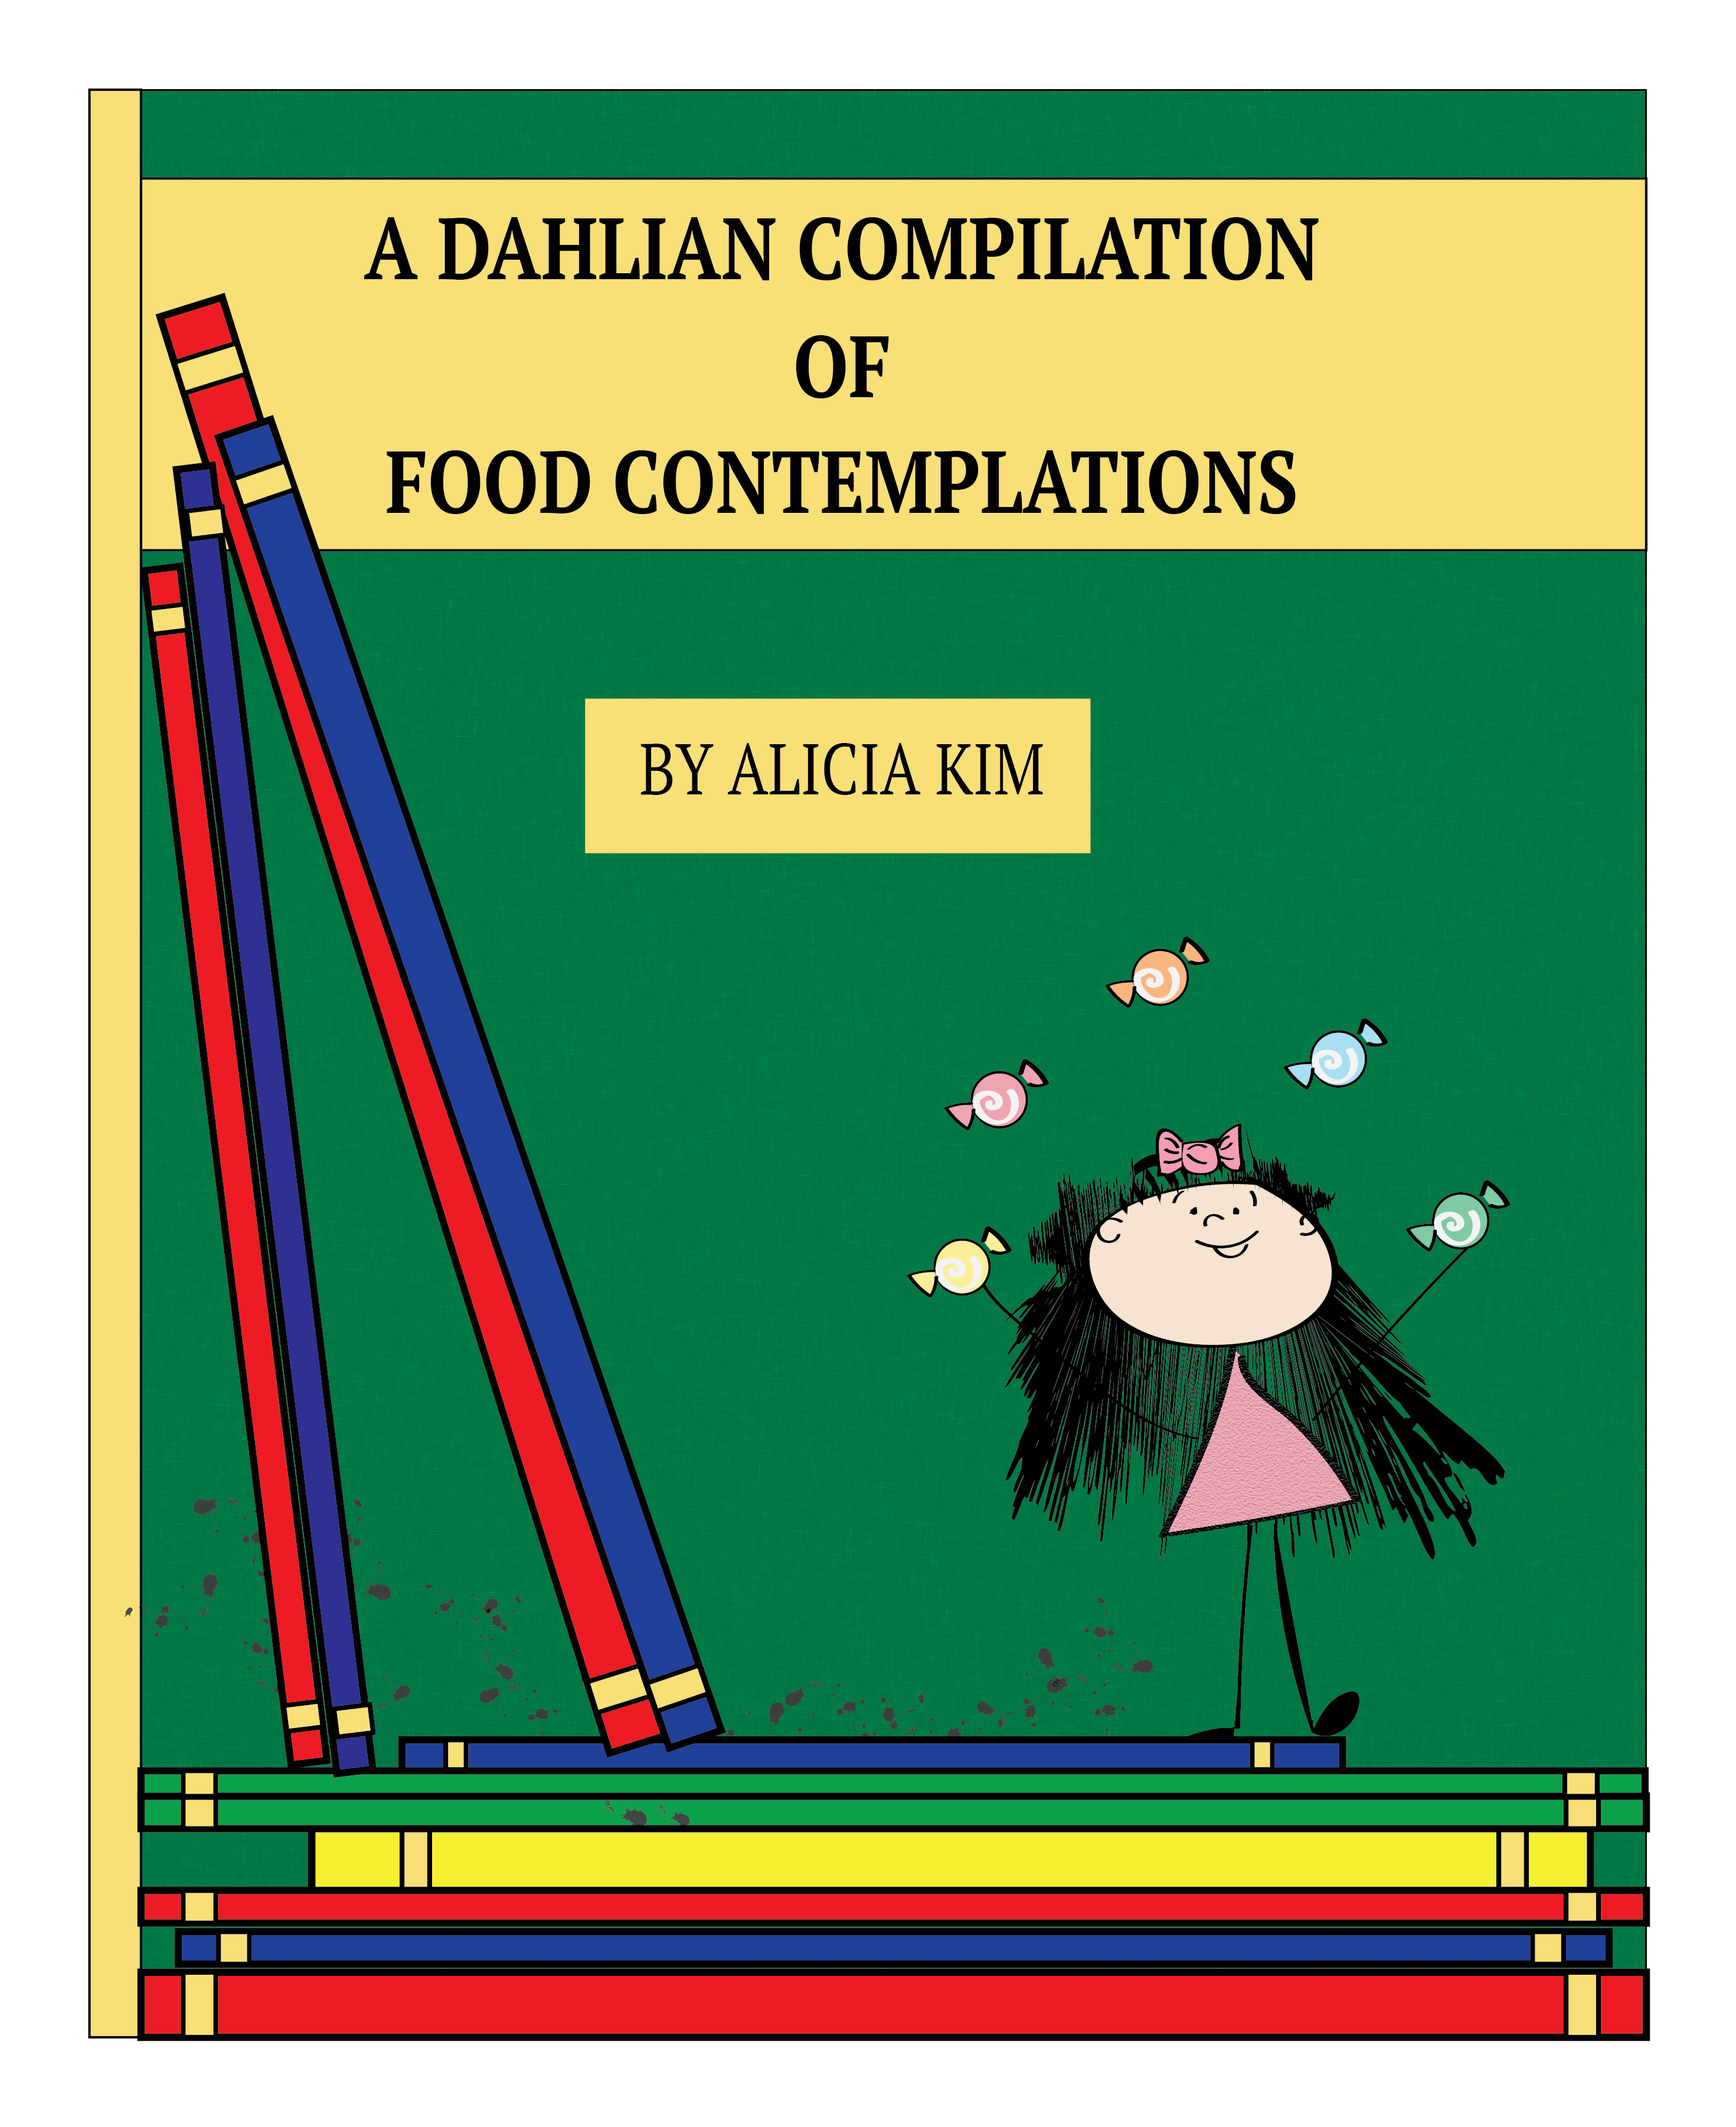 A DAHLIAN COMPILATION
OF
FOOD CONTEMPLATIONS
BY ALICIA KIM